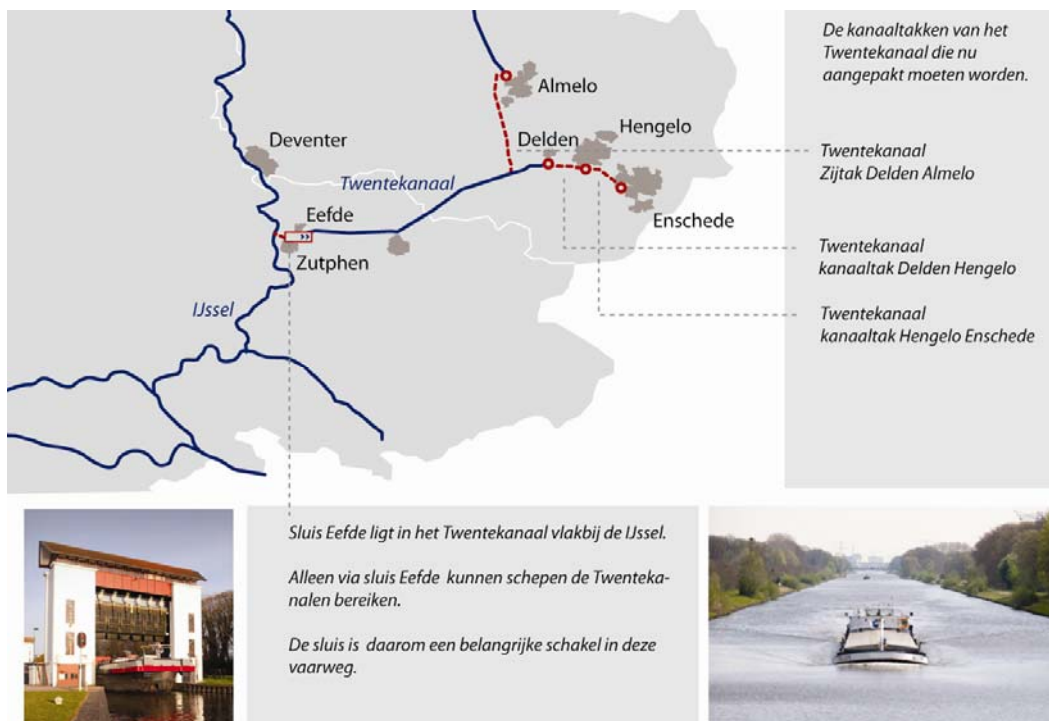 De kanaaltakken van het
Twentekanaal die nu
aangepakt moeten worden.
Almelo
Hengelo
Delden
Deventer
Twentekanaal
Zijtak Delden Almelo
Twentekanaal
Enschede
Eefde
Zutphen
Twentekanaal
kanaaltak Delden Hengelo
IJssel
Twentekanaal
kanaaltak Hengelo Enschede
Sluis Eefde ligt in het Twentekanaal vlakbij de IJssel.
Alleen via sluis Eefde kunnen schepen de Twenteka-
nalen bereiken.
De sluis is daarom een belangrijke schakel in deze
vaarweg.